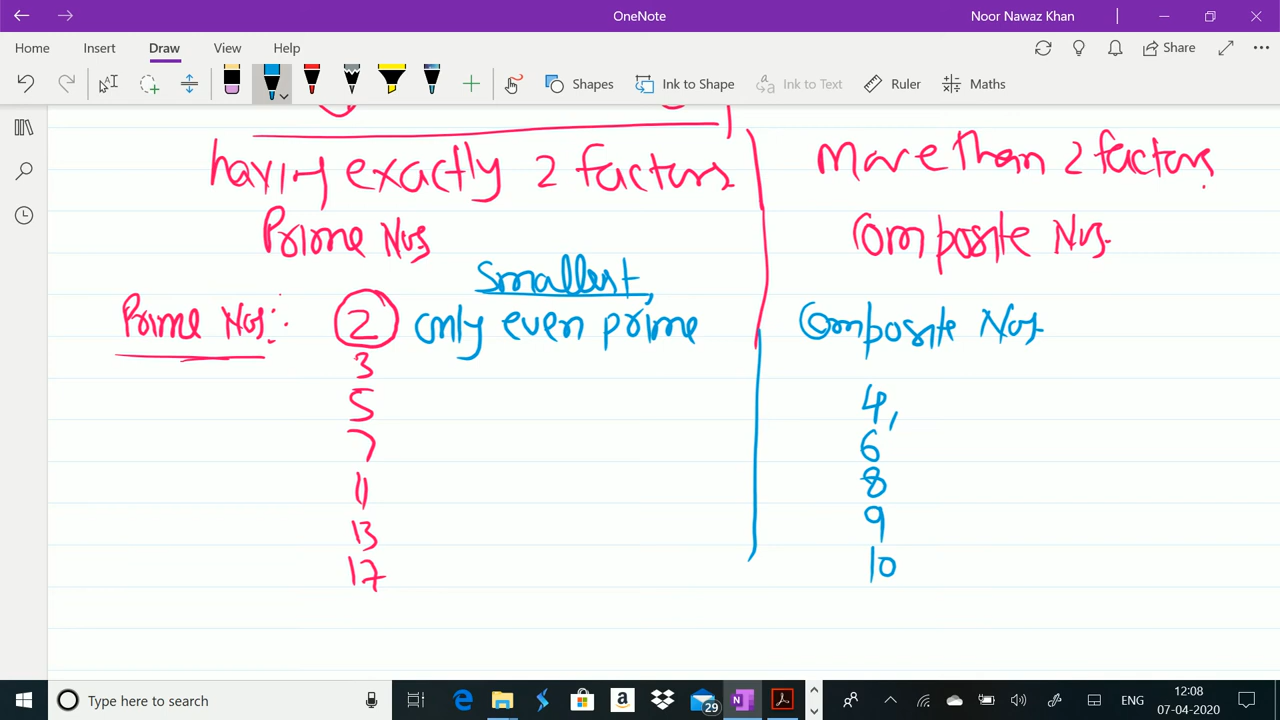 OneNote
Noor Nawaz Khan
Home Insert Draw View Help
Share
Shapes Ink to Shape Ink to Text Ruler Maths
having exactly 2 factors
More than 2 factors
Prime Nos
Composite Nos.
Smallest,
Prime Nos:. 2 only even prime
Composite Nos
3
5
7
11
13
17
4,
6
8
9
10
Type here to search
29
ENG
12:08
07-04-2020